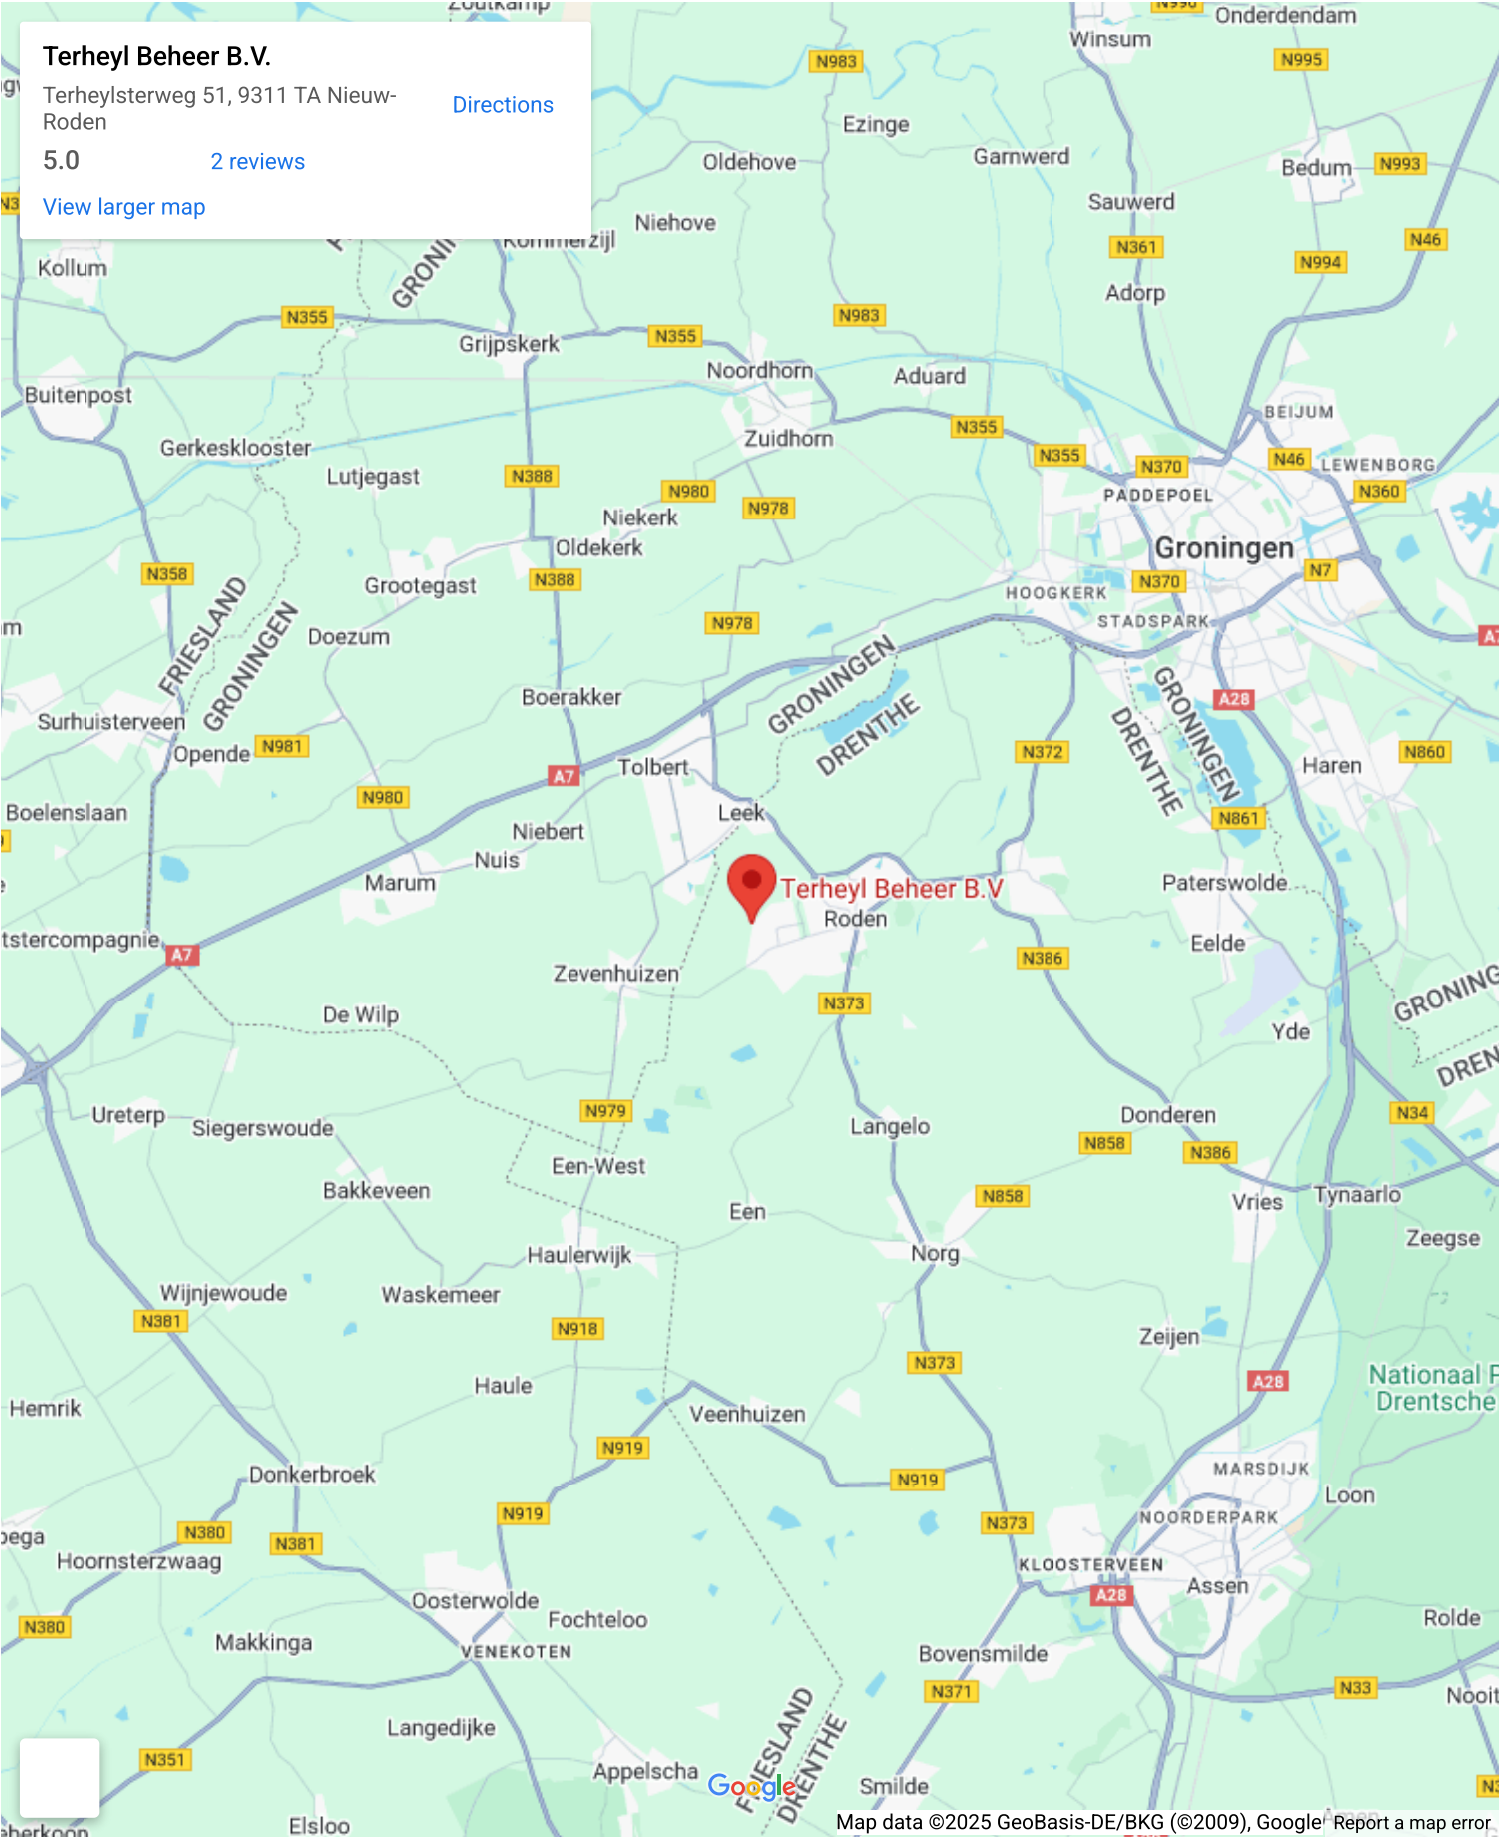 Zoutkamp
Terheyl Beheer B.V.
Terheylsterweg 51, 9311 TA Nieuw-
Roden
Directions
5.0
2 reviews
View larger map
N996
Onderdendam
Winsum
N983
N995
Ezinge
Oldehove
Garnwerd
Bedum
N993
Sauwerd
Niehove
Kommerzijl
N361
N46
N994
Kollum
Adorp
N355
N983
N355
Grijpskerk
Noordhorn
Aduard
Buitenpost
BEIJUM
N355
Zuidhorn
Gerkesklooster
N355
N370
N46
LEWENBORG
Lutjegast
N388
N980
N360
PADDEPOEL
N978
Niekerk
Oldekerk
Groningen
N358
Grootegast
N388
N370
N7
HOOGKERK
FRIESLAND
GRONINGEN
N978
STADSPARK
Doezum
GRONINGEN
DRENTHE
GRONINGEN
DRENTHE
Boerakker
A28
Surhuisterveen
Opende
N981
N372
N860
A7
Tolbert
Haren
N980
Boelenslaan
Leek
N861
Niebert
Nuis
Marum
Terheyl Beheer B.V
Paterswolde
Roden
tstercompagnie
A7
Eelde
N386
Zevenhuizen
N373
De Wilp
Yde
GRONING
DREN
Ureterp
N979
N34
Siegerswoude
Langelo
Donderen
N858
N386
Een-West
Bakkeveen
N858
Vries
Tynaarlo
Een
Zeegse
Haulerwijk
Norg
Wijnjewoude
Waskemeer
N381
N918
Zeijen
N373
Nationaal P
Drentsche
A28
Haule
Hemrik
Veenhuizen
N919
Donkerbroek
N919
MARSDIJK
Loon
N919
NOORDERPARK
N373
N380
N381
Hoornsterzwaag
KLOOSTERVEEN
Assen
A28
Oosterwolde
Fochteloo
N380
Rolde
Makkinga
VENEKOTEN
Bovensmilde
N371
N33
Nooit
FRIESLAND
DRENTHE
Langedijke
N351
Appelscha
Google
Smilde
Elsloo
Map data ©2025 GeoBasis-DE/BKG (©2009), Google
Report a map error